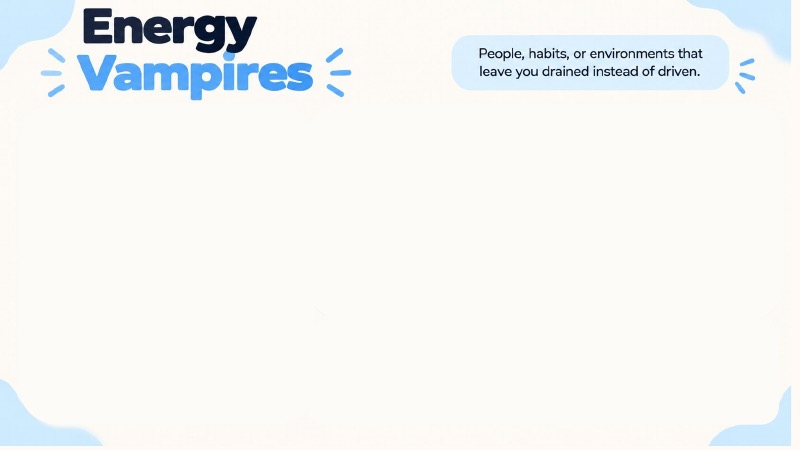 Energy
Vampires
People, habits, or environments that
leave you drained instead of driven.